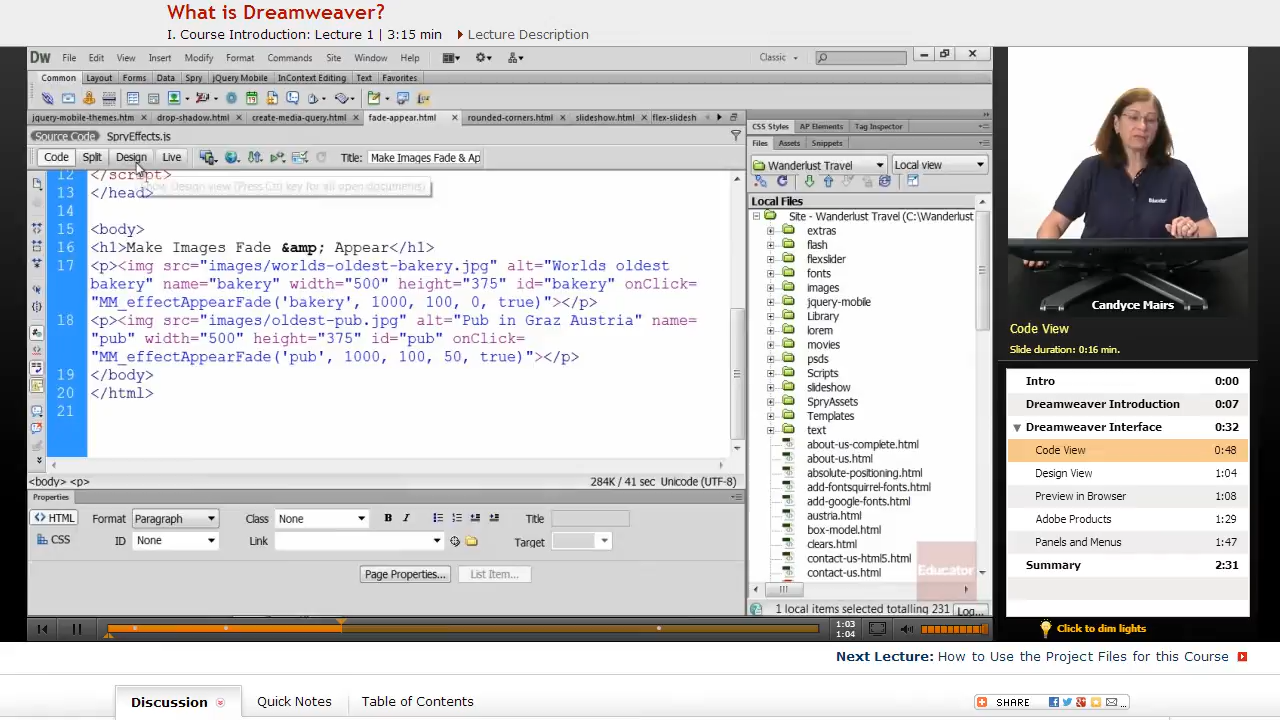 What is Dreamweaver?
I. Course Introduction: Lecture 1 | 3:15 min
Lecture Description
DW File Edit View Insert Modify Format Commands Site Window Help Classic
Common Layout Forms Data Spry jQuery Mobile InContext Editing Text Favorites
jquery-mobile-themes.htm drop-shadow.html create-media-query.html fade-appear.html rounded-corners.html slideshow.html flex-slidesh
Source Code SpryEffects.js
Code Split Design Live Title: Make Images Fade & Ap
12 </script>
Design view (Press Ctrl key for all open documents)
13 </head>
14
15 <body>
16 <h1>Make Images Fade &amp; Appear</h1>
17 <p><img src="images/worlds-oldest-bakery.jpg" alt="Worlds oldest
bakery" name="bakery" width="500" height="375" id="bakery" onClick=
"MM_effectAppearFade('bakery', 1000, 100, 0, true)"></p>
18 <p><img src="images/oldest-pub.jpg" alt="Pub in Graz Austria" name=
"pub" width="500" height="375" id="pub" onClick=
"MM_effectAppearFade('pub', 1000, 100, 50, true)"></p>
19 </body>
20 </html>
21
<body> <p>
284K / 41 sec Unicode (UTF-8)
Properties
HTML Format Paragraph Class None B I Title
CSS ID None Link Target
Page Properties... List Item...
CSS Styles AP Elements Tag Inspector
Files Assets Snippets
Wanderlust Travel Local view
Local Files
Site - Wanderlust Travel (C:\Wanderlust
extras
flash
flexslider
fonts
images
jquery-mobile
Library
lorem
movies
psds
Scripts
slideshow
SpryAssets
Templates
text
about-us-complete.html
about-us.html
absolute-positioning.html
add-fontsquirrel-fonts.html
add-google-fonts.html
austria.html
box-model.html
clears.html
contact-us-html5.html
contact-us.html
Educator
1 local items selected totalling 231 Log...
Educator
Candyce Mairs
Code View
Slide duration: 0:16 min.
Intro 0:00
Dreamweaver Introduction 0:07
Dreamweaver Interface 0:32
Code View 0:48
Design View 1:04
Preview in Browser 1:08
Adobe Products 1:29
Panels and Menus 1:47
Summary 2:31
1:03
1:04
Click to dim lights
Next Lecture: How to Use the Project Files for this Course
Discussion Quick Notes Table of Contents
SHARE